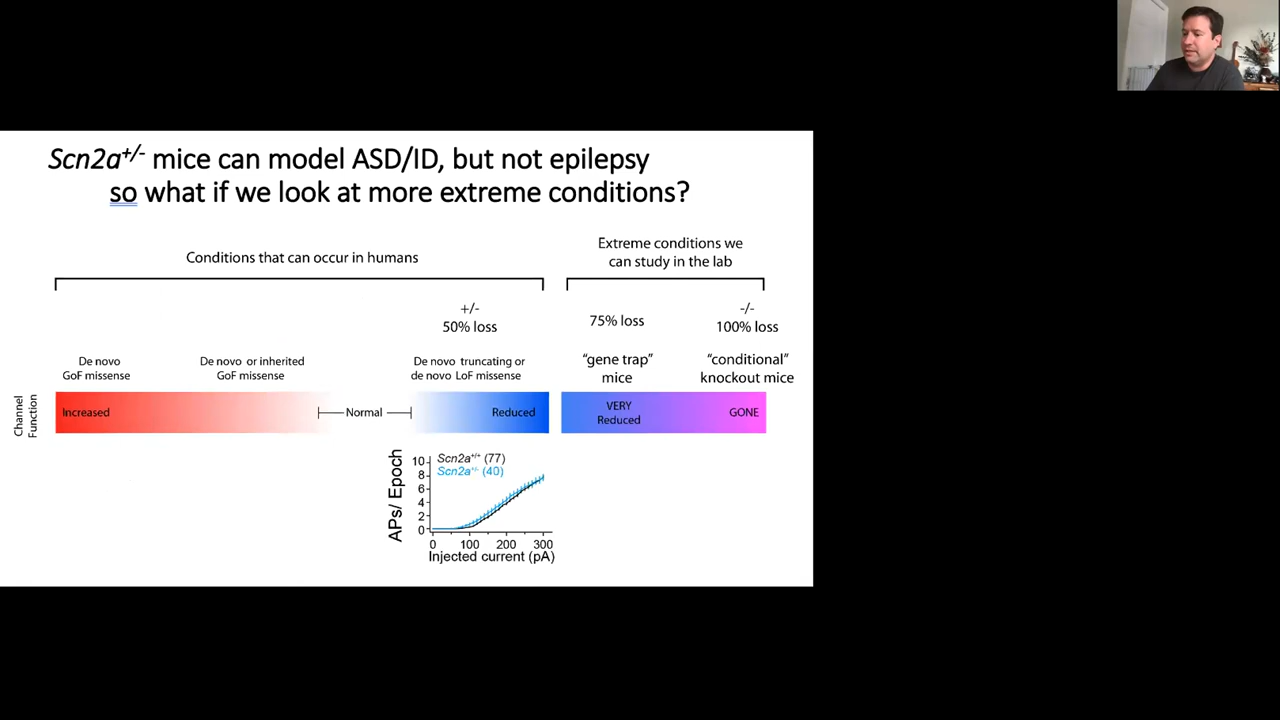 Scn2a+/- mice can model ASD/ID, but not epilepsy
so what if we look at more extreme conditions?
Conditions that can occur in humans
Extreme conditions we
can study in the lab
+/-
50% loss
75% loss
-/-
100% loss
De novo
GoF missense
De novo or inherited
GoF missense
De novo truncating or
de novo LoF missense
"gene trap"
mice
"conditional"
knockout mice
Channel
Function
Increased
Normal
Reduced
VERY
Reduced
GONE
APs/ Epoch
Scn2a+/+ (77)
Scn2a+/- (40)
10
8
6
4
2
0
0 100 200 300
Injected current (pA)